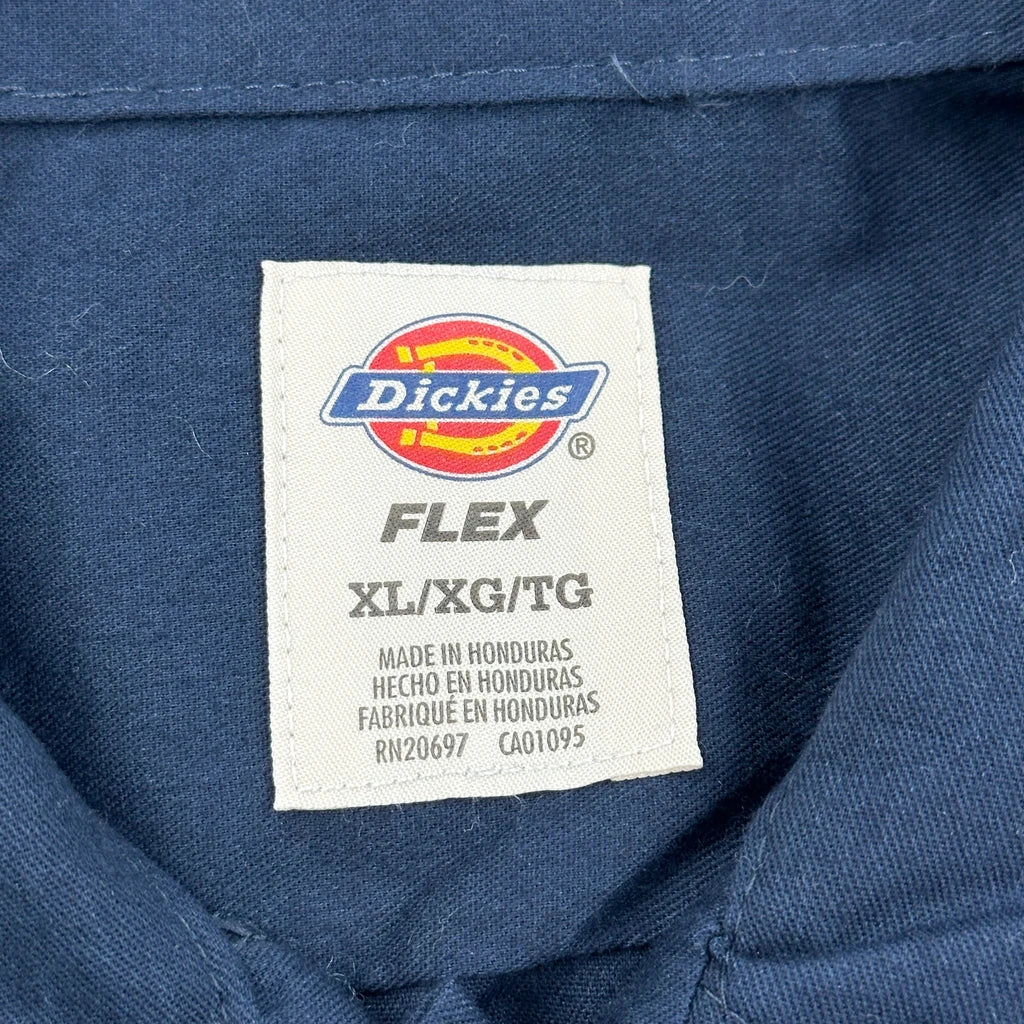 Dickies
®
FLEX
XL/XG/TG
MADE IN HONDURAS
HECHO EN HONDURAS
FABRIQUÉ EN HONDURAS
RN20697 CA01095